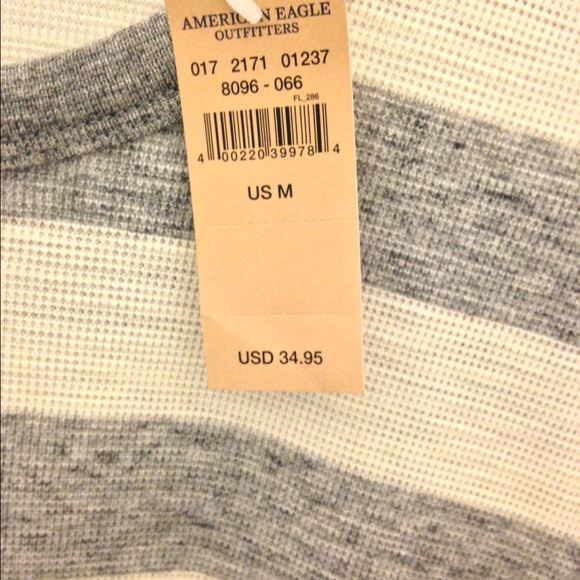 AMERICAN EAGLE
OUTFITTERS
017 2171 01237
8096 - 066
FL_286
4 00220 39978 4
US M
USD 34.95